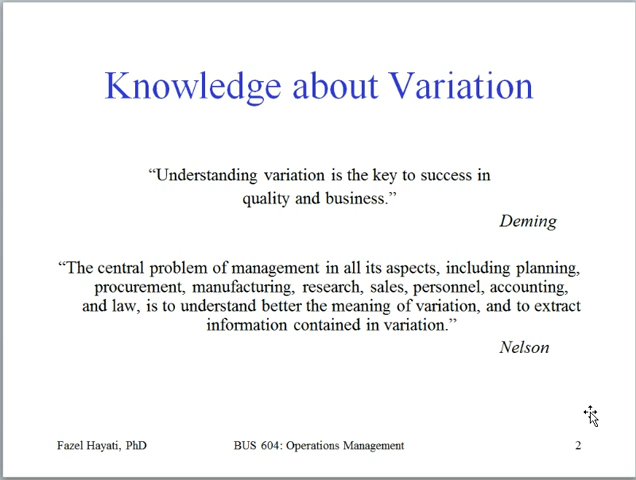 Knowledge about Variation
“Understanding variation is the key to success in
quality and business.”
Deming
“The central problem of management in all its aspects, including planning,
procurement, manufacturing, research, sales, personnel, accounting,
and law, is to understand better the meaning of variation, and to extract
information contained in variation.”
Nelson
Fazel Hayati, PhD BUS 604: Operations Management 2